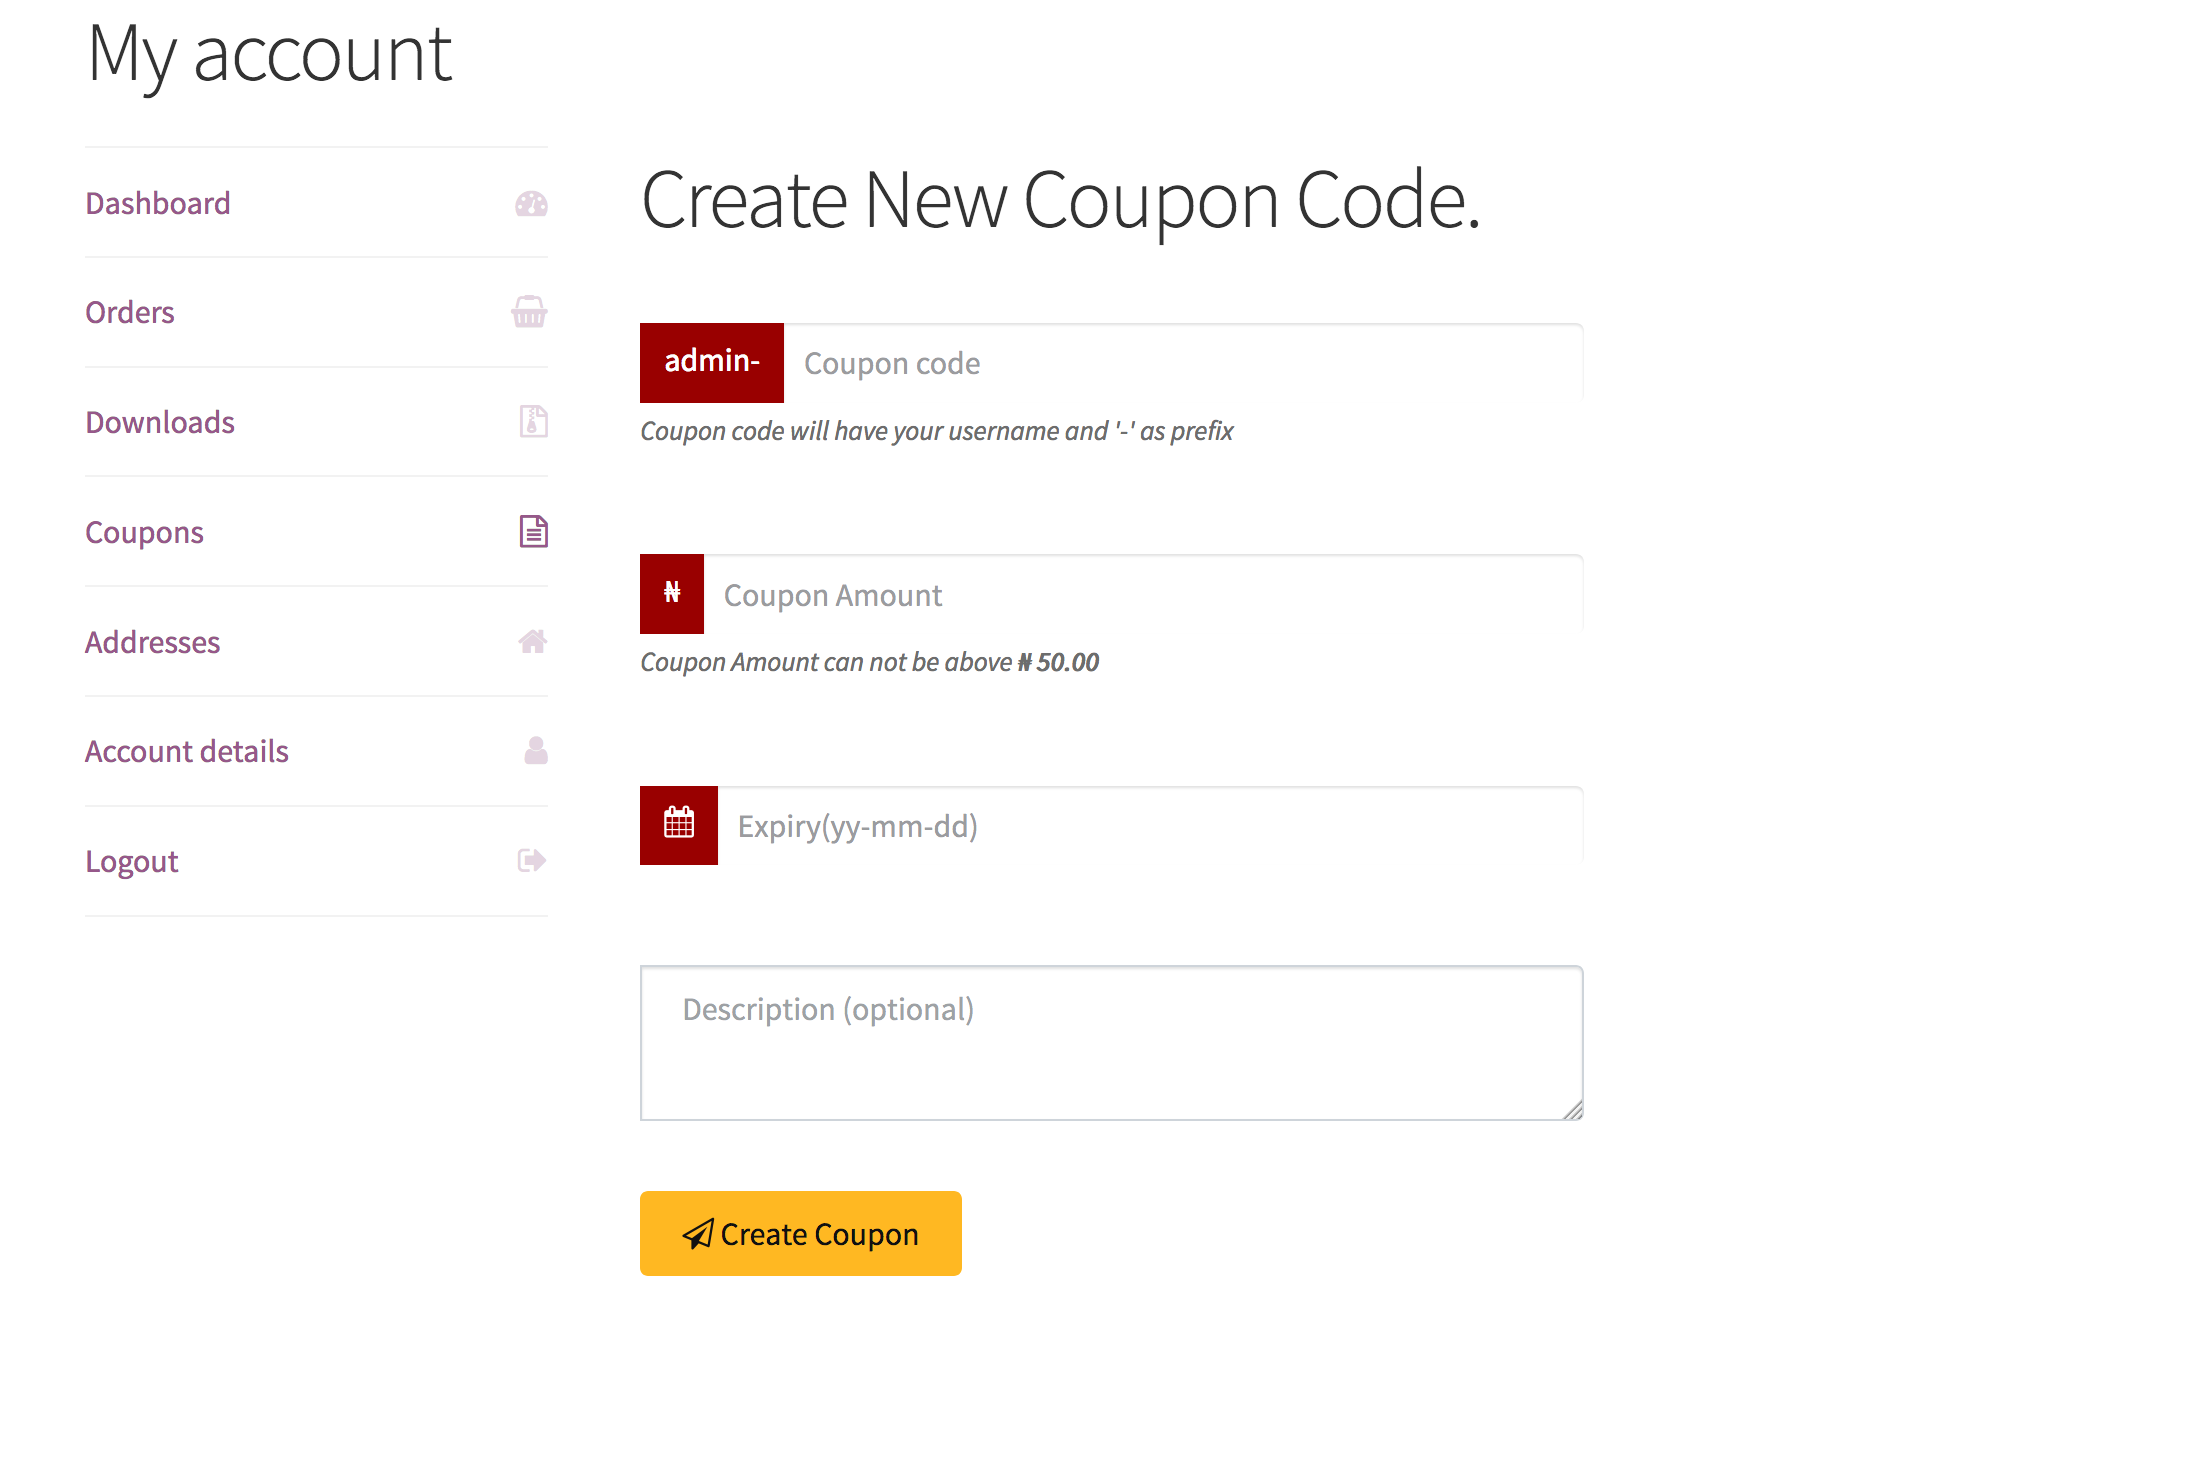 My account
Dashboard
Orders
Downloads
Coupons
Addresses
Account details
Logout
Create New Coupon Code.
admin- Coupon code
Coupon code will have your username and '-' as prefix
₦ Coupon Amount
Coupon Amount can not be above ₦ 50.00
Expiry(yy-mm-dd)
Description (optional)
Create Coupon